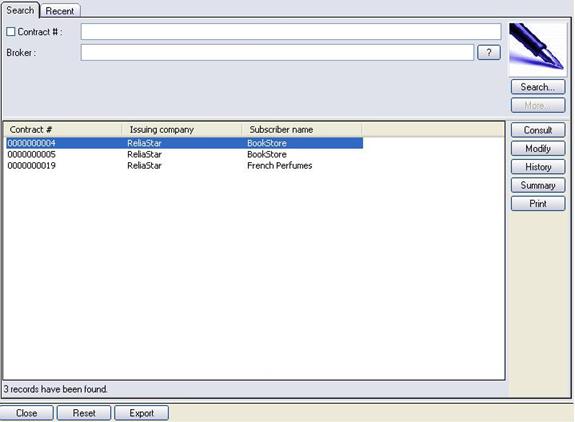 Search Recent
Contract # :
Broker : ?
Search...
More...
Contract # Issuing company Subscriber name
0000000004 ReliaStar BookStore
0000000005 ReliaStar BookStore
0000000019 ReliaStar French Perfumes
Consult
Modify
History
Summary
Print
3 records have been found.
Close Reset Export